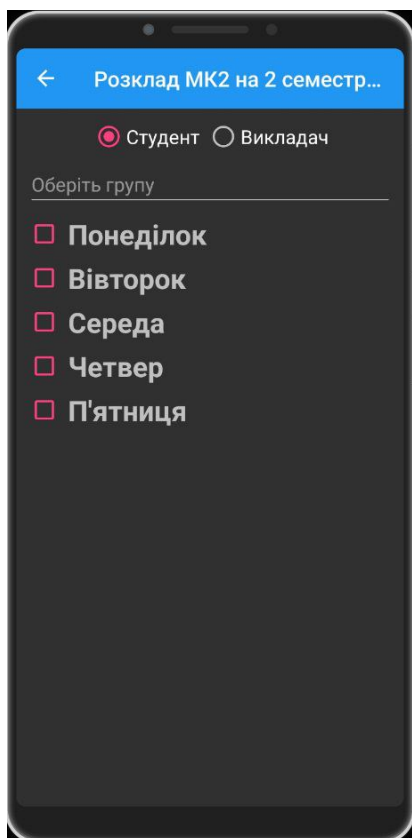 Розклад МК2 на 2 семестр...
Студент Викладач
Оберіть групу
Понеділок
Вівторок
Середа
Четвер
П'ятниця